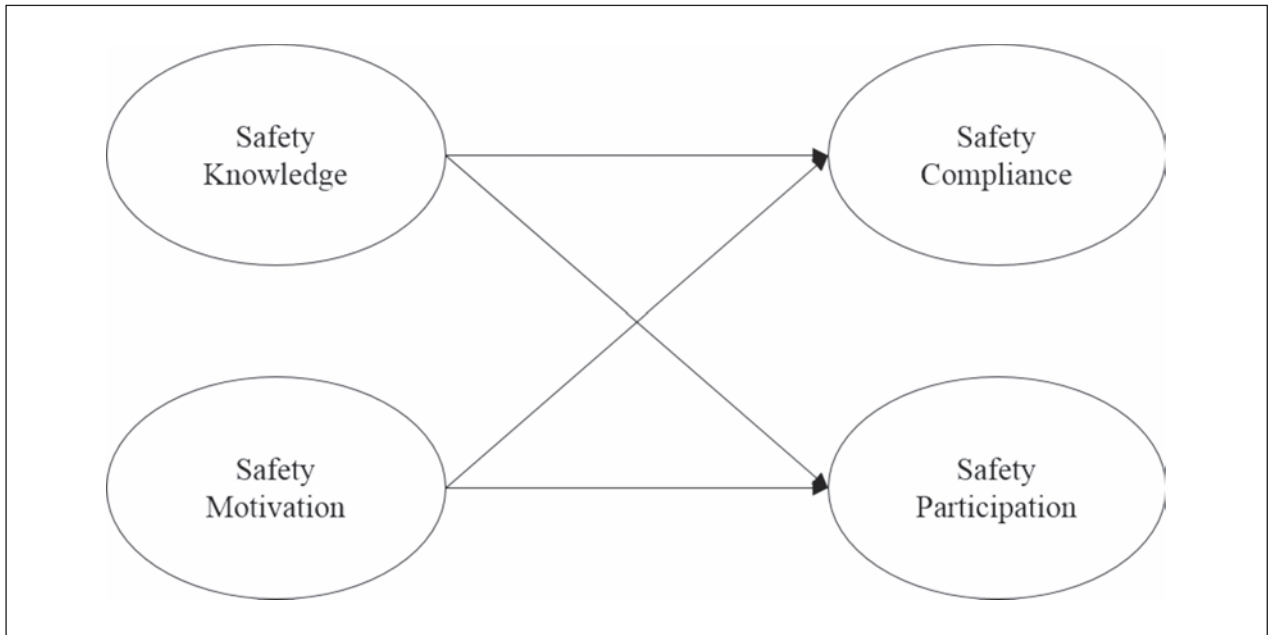 Safety
Knowledge
Safety
Compliance
Safety
Motivation
Safety
Participation